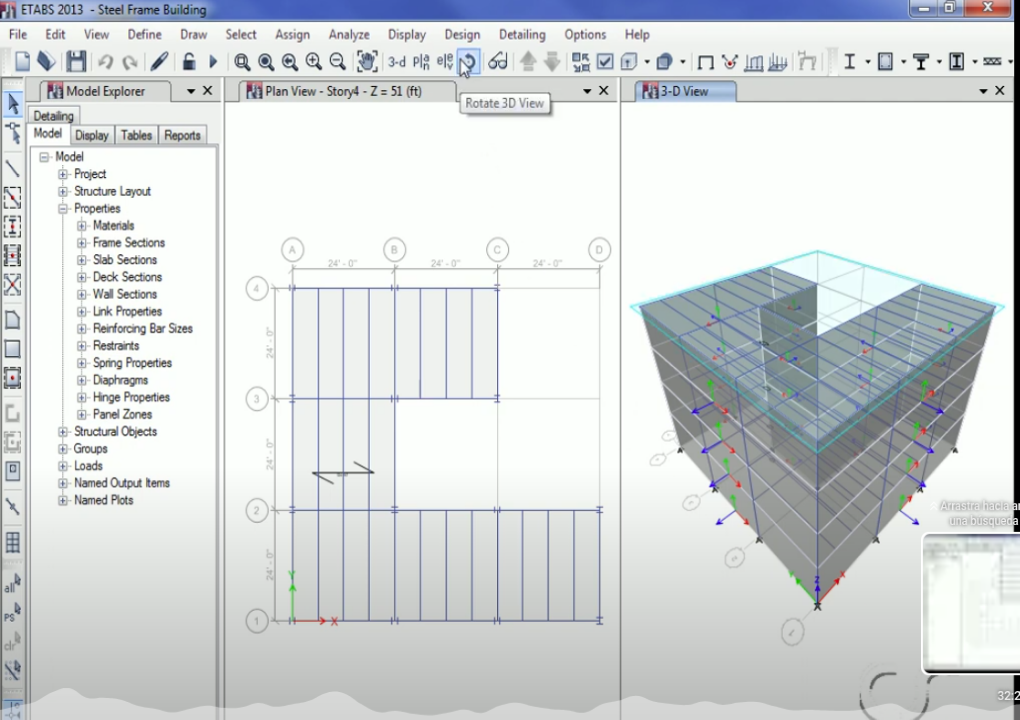 ETABS 2013 - Steel Frame Building
File Edit View Define Draw Select Assign Analyze Display Design Detailing Options Help
3-d
Model Explorer
Plan View - Story4 - Z = 51 (ft)
3-D View
Rotate 3D View
Detailing
Model Display Tables Reports
Model
Project
Structure Layout
Properties
Materials
Frame Sections
Slab Sections
Deck Sections
Wall Sections
Link Properties
Reinforcing Bar Sizes
Restraints
Spring Properties
Diaphragms
Hinge Properties
Panel Zones
Structural Objects
Groups
Loads
Named Output Items
Named Plots
all
PS
clr
A B C D
24' - 0" 24' - 0" 24' - 0"
4
24' - 0"
3
24' - 0"
2
24' - 0"
1
Y
X
Z
X
Arrastra hacia
una búsqueda
32:2